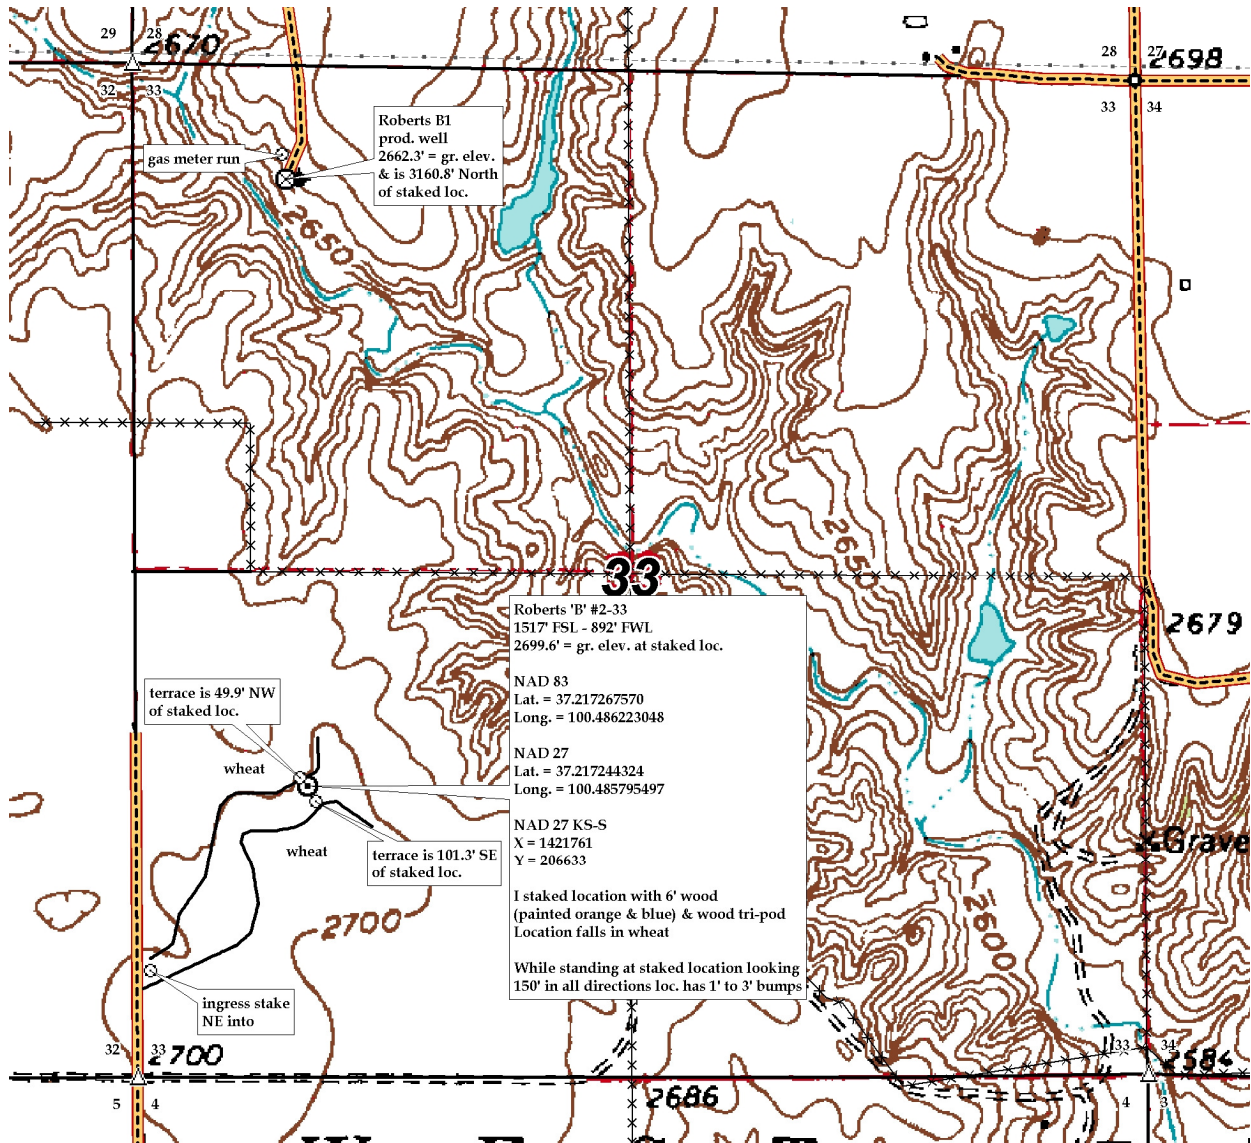 29 28
2670
32 33
28 27
2698
33 34
Roberts B1
prod. well
2662.3' = gr. elev.
& is 3160.8' North
of staked loc.
gas meter run
2650
33
2679
Roberts 'B' #2-33
1517' FSL - 892' FWL
2699.6' = gr. elev. at staked loc.
NAD 83
Lat. = 37.217267570
Long. = 100.486223048
NAD 27
Lat. = 37.217244324
Long. = 100.485795497
NAD 27 KS-S
X = 1421761
Y = 206633
I staked location with 6' wood
(painted orange & blue) & wood tri-pod
Location falls in wheat
While standing at staked location looking
150' in all directions loc. has 1' to 3' bumps
terrace is 49.9' NW
of staked loc.
wheat
wheat
terrace is 101.3' SE
of staked loc.
Grave
2700
2600
ingress stake
NE into
32 33
2700
5 4
2686
33 34
2584
4 3